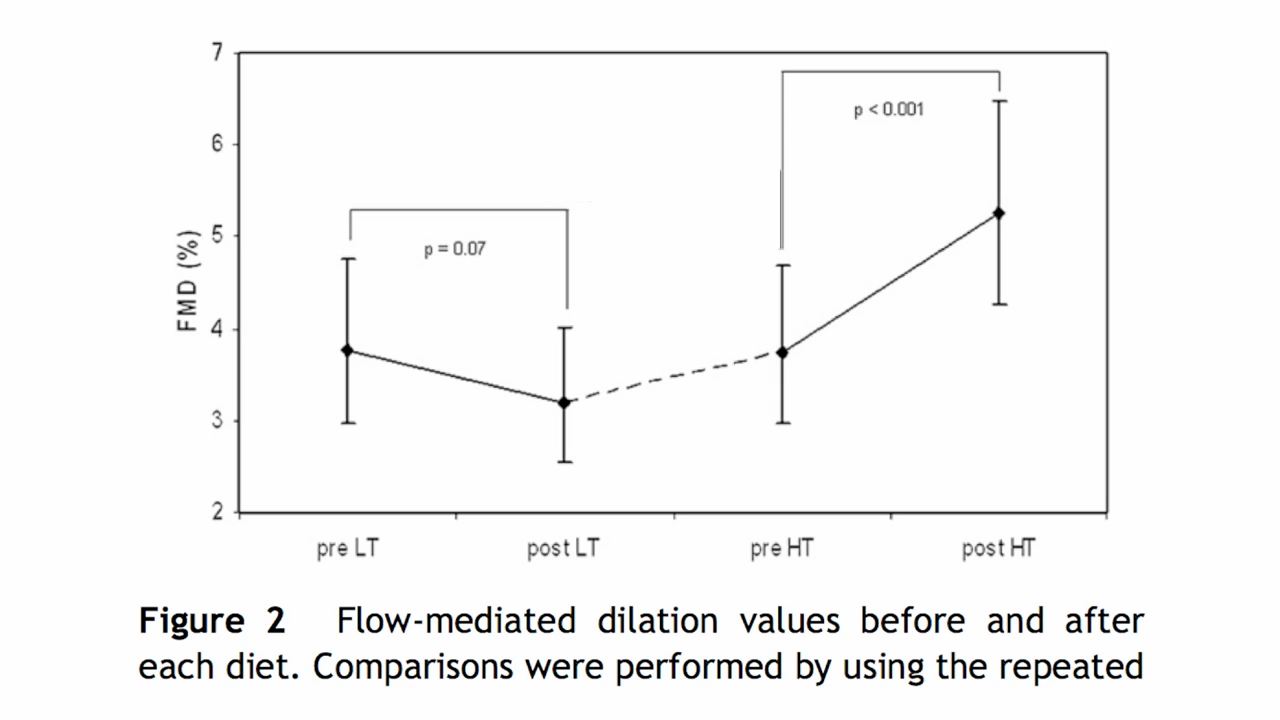 7
p < 0.001
6
5
p = 0.07
FMD (%)
4
3
2
pre LT post LT pre HT post HT
Figure 2 Flow-mediated dilation values before and after
each diet. Comparisons were performed by using the repeated